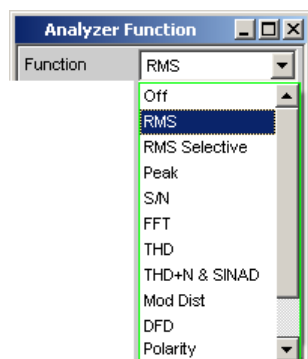 Analyzer Function
Function RMS
Off
RMS
RMS Selective
Peak
S/N
FFT
THD
THD+N & SINAD
Mod Dist
DFD
Polarity